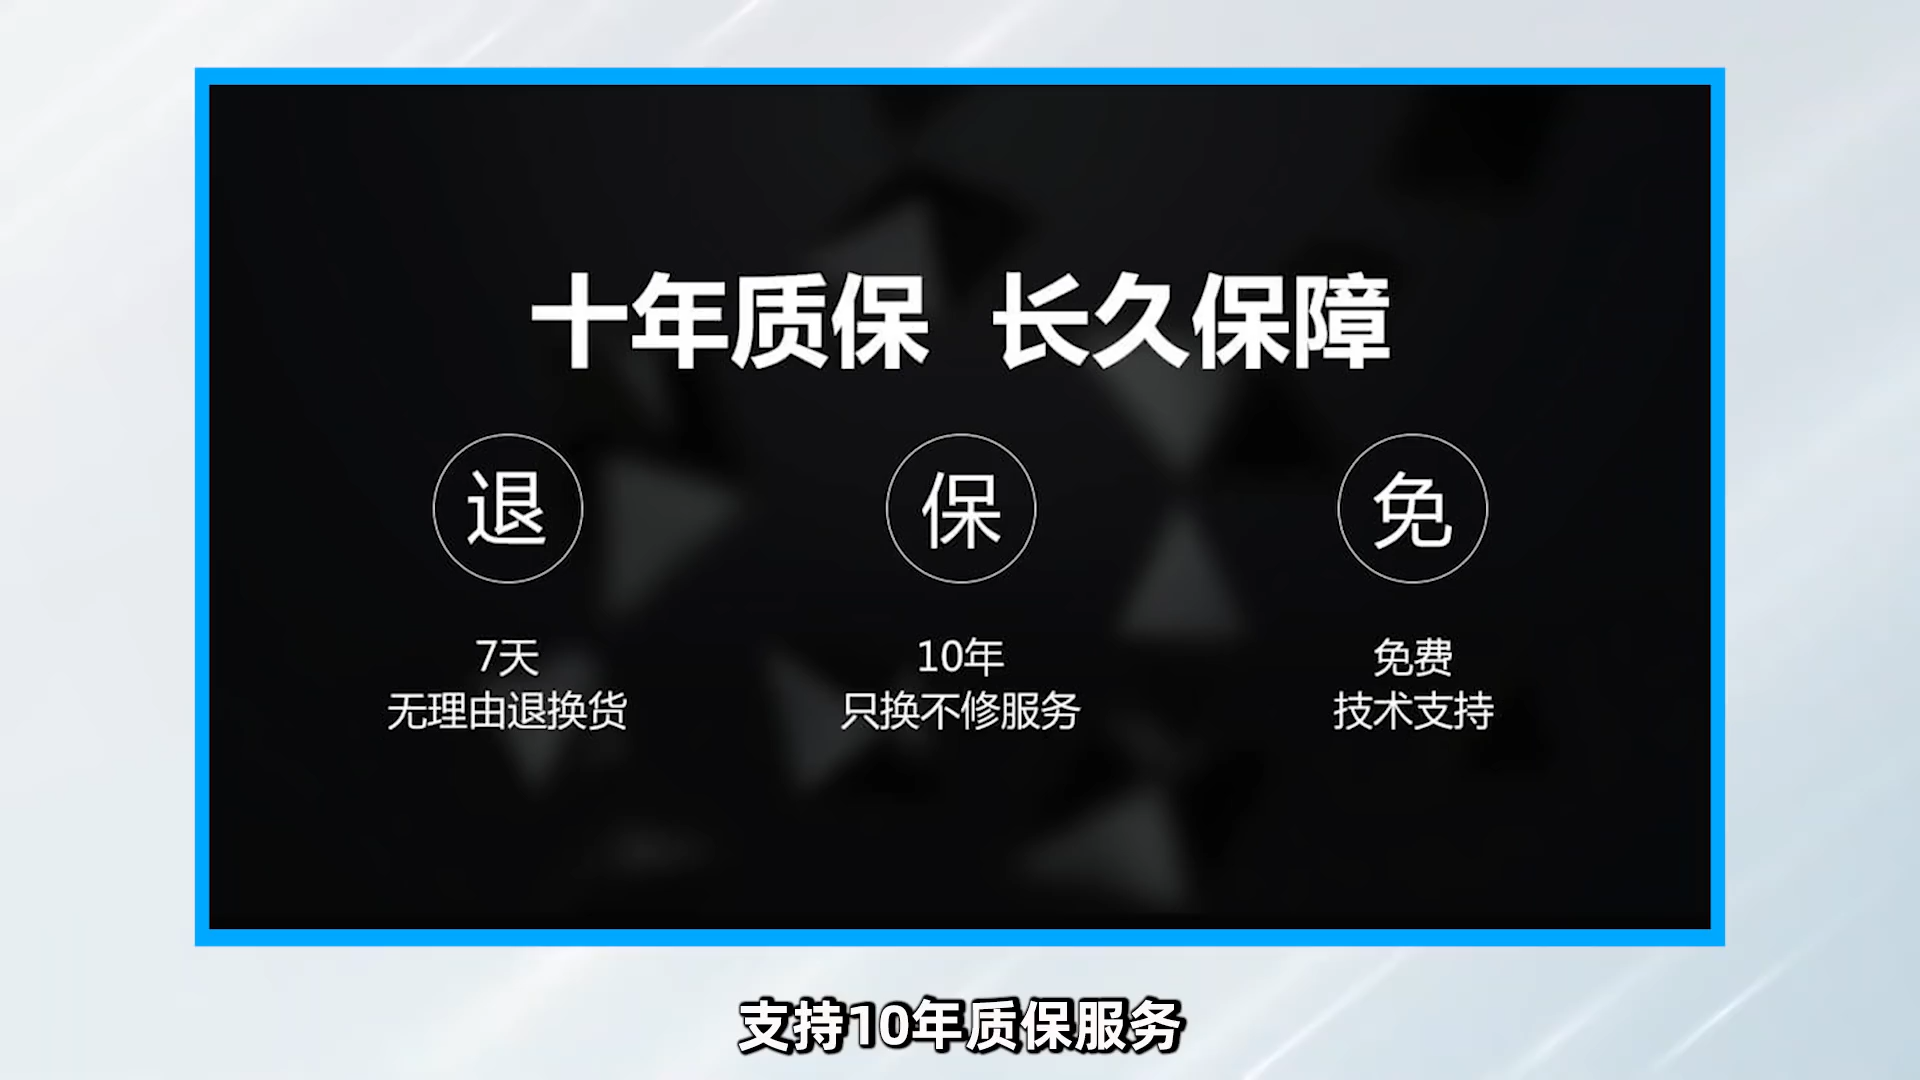 十年质保 长久保障
退
保
免
7天
无理由退换货
10年
只换不修服务
免费
技术支持
支持10年质保服务